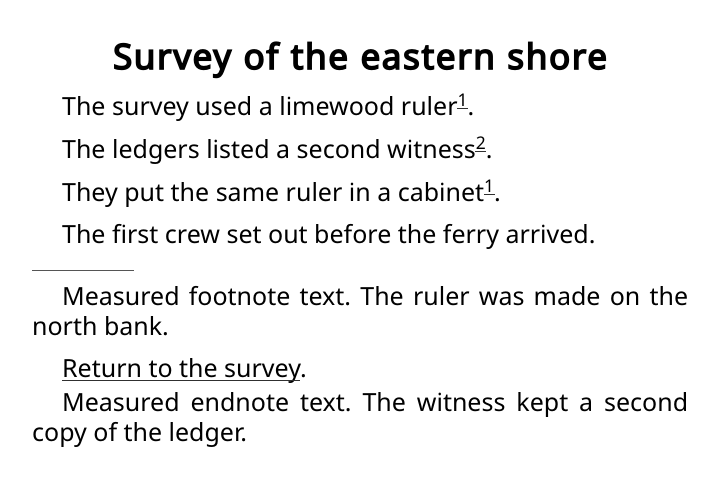 Survey of the eastern shore
The survey used a limewood ruler1.
The ledgers listed a second witness2.
They put the same ruler in a cabinet1.
The first crew set out before the ferry arrived.
Measured footnote text. The ruler was made on the
north bank.
Return to the survey.
Measured endnote text. The witness kept a second
copy of the ledger.